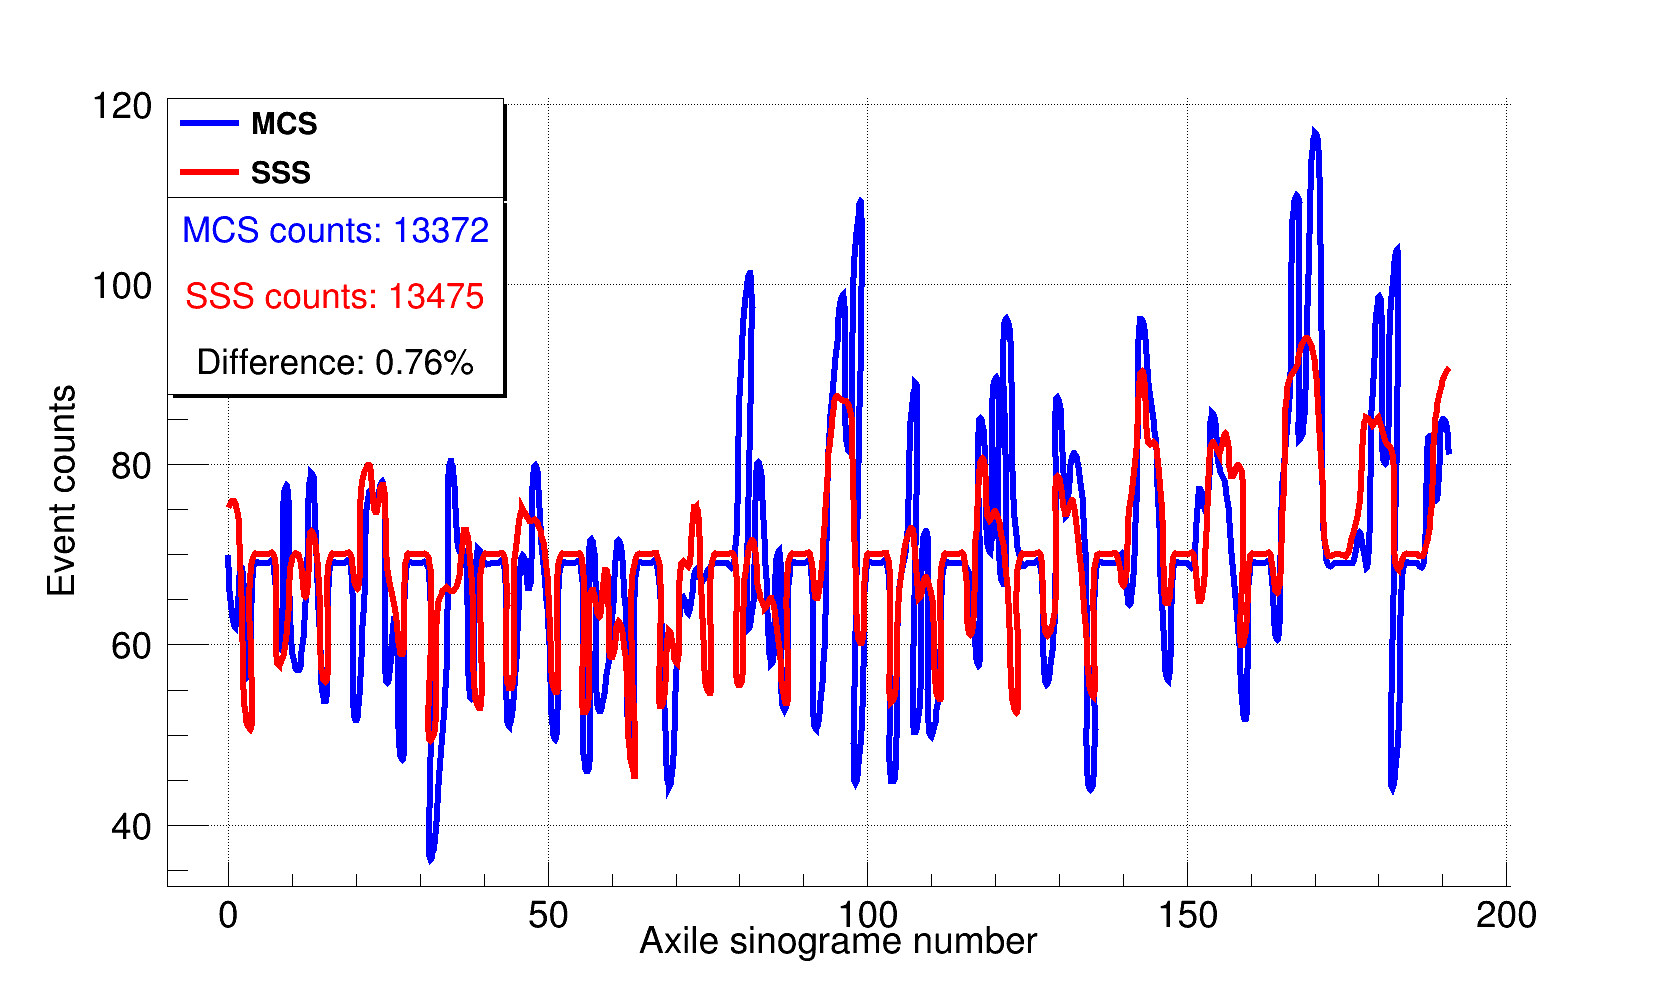 120
100
80
60
40
Event counts
MCS
SSS
MCS counts: 13372
SSS counts: 13475
Difference: 0.76%
0 50 100 150 200
Axile sinograme number